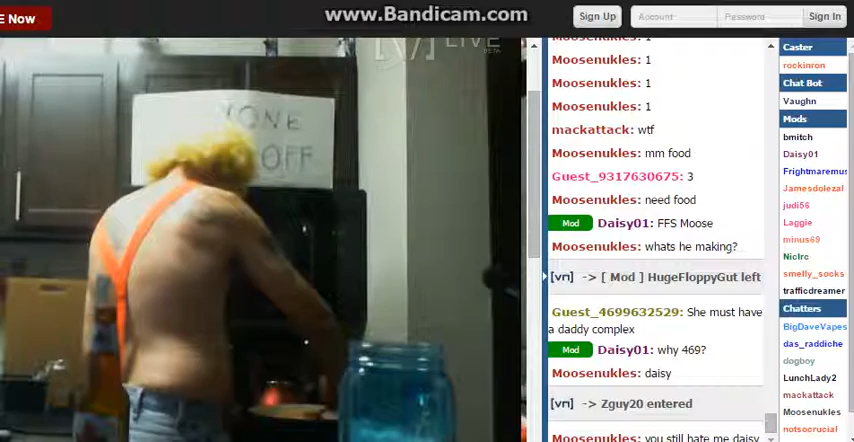 www.Bandicam.com
E Now
Sign Up
Account
Password
Sign In
[V] LIVE
BETA
OFF
Moosenukles: 1
Moosenukles: 1
Moosenukles: 1
Moosenukles: 1
mackattack: wtf
Moosenukles: mm food
Guest_9317630675: 3
Moosenukles: need food
Mod Daisy01: FFS Moose
Moosenukles: whats he making?
[vn] -> [ Mod ] HugeFloppyGut left
Guest_4699632529: She must have
a daddy complex
Mod Daisy01: why 469?
Moosenukles: daisy
[vn] -> Zguy20 entered
Moosenukles: you still hate me daisy
Caster
rockinron
Chat Bot
Vaughn
Mods
bmitch
Daisy01
Frightmaremus
Jamesdolezal
judi56
Laggie
minus69
Niclrc
smelly_socks
trafficdreamer
Chatters
BigDaveVapes
das_raddiche
dogboy
LunchLady2
mackattack
Moosenukles
notsocrucial